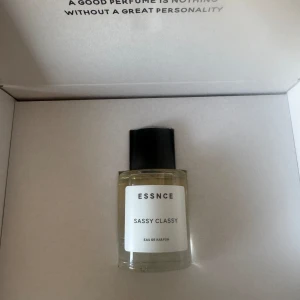 A GOOD PERFUME IS NOTHING
WITHOUT A GREAT PERSONALITY
ESSNCE
SASSY CLASSY
EAU DE PARFUM